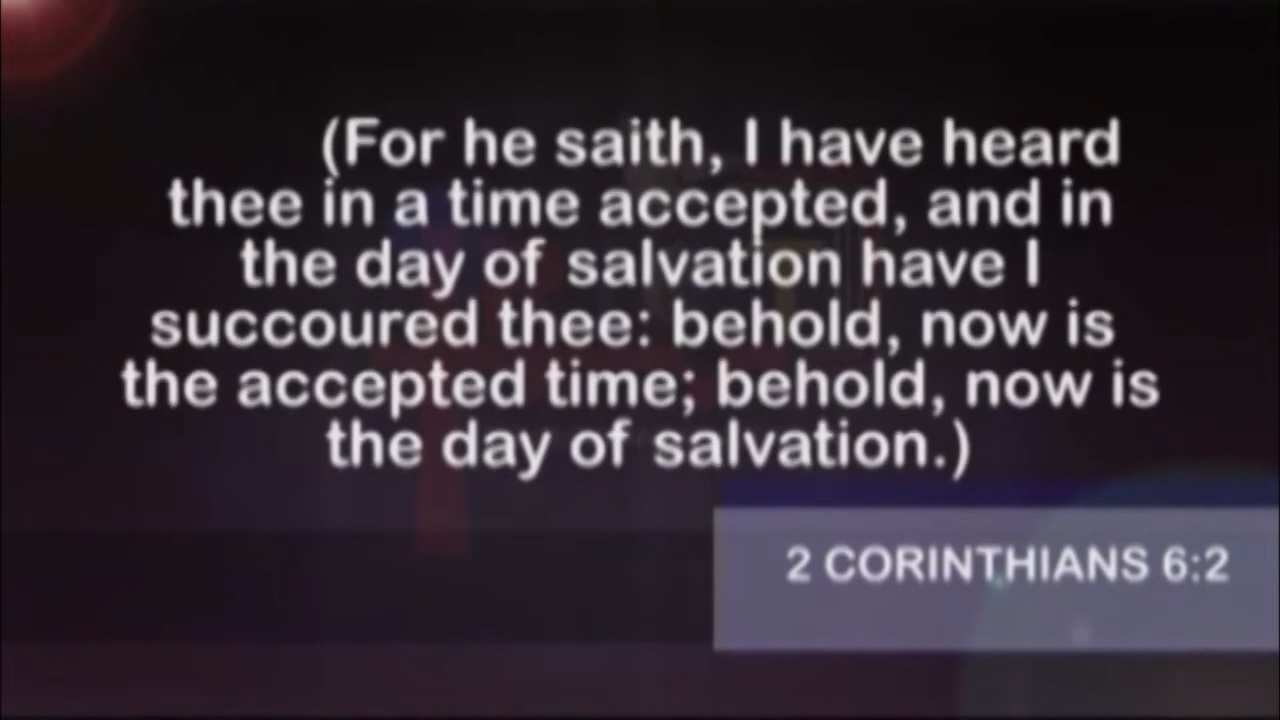 (For he saith, I have heard
thee in a time accepted, and in
the day of salvation have I
succoured thee: behold, now is
the accepted time; behold, now is
the day of salvation.)
2 CORINTHIANS 6:2